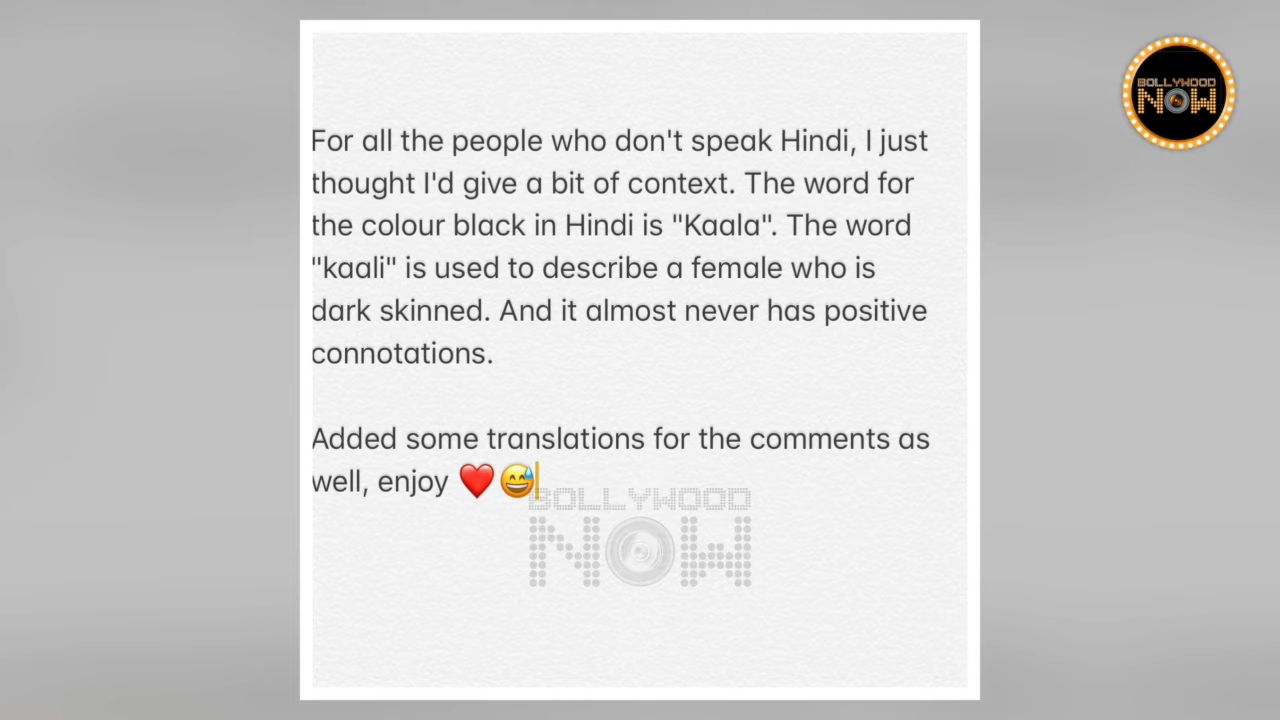 BOLLYWOOD
NOW
For all the people who don't speak Hindi, I just
thought I'd give a bit of context. The word for
the colour black in Hindi is "Kaala". The word
"kaali" is used to describe a female who is
dark skinned. And it almost never has positive
connotations.
Added some translations for the comments as
well, enjoy ❤️😅
BOLLYWOOD
NOW